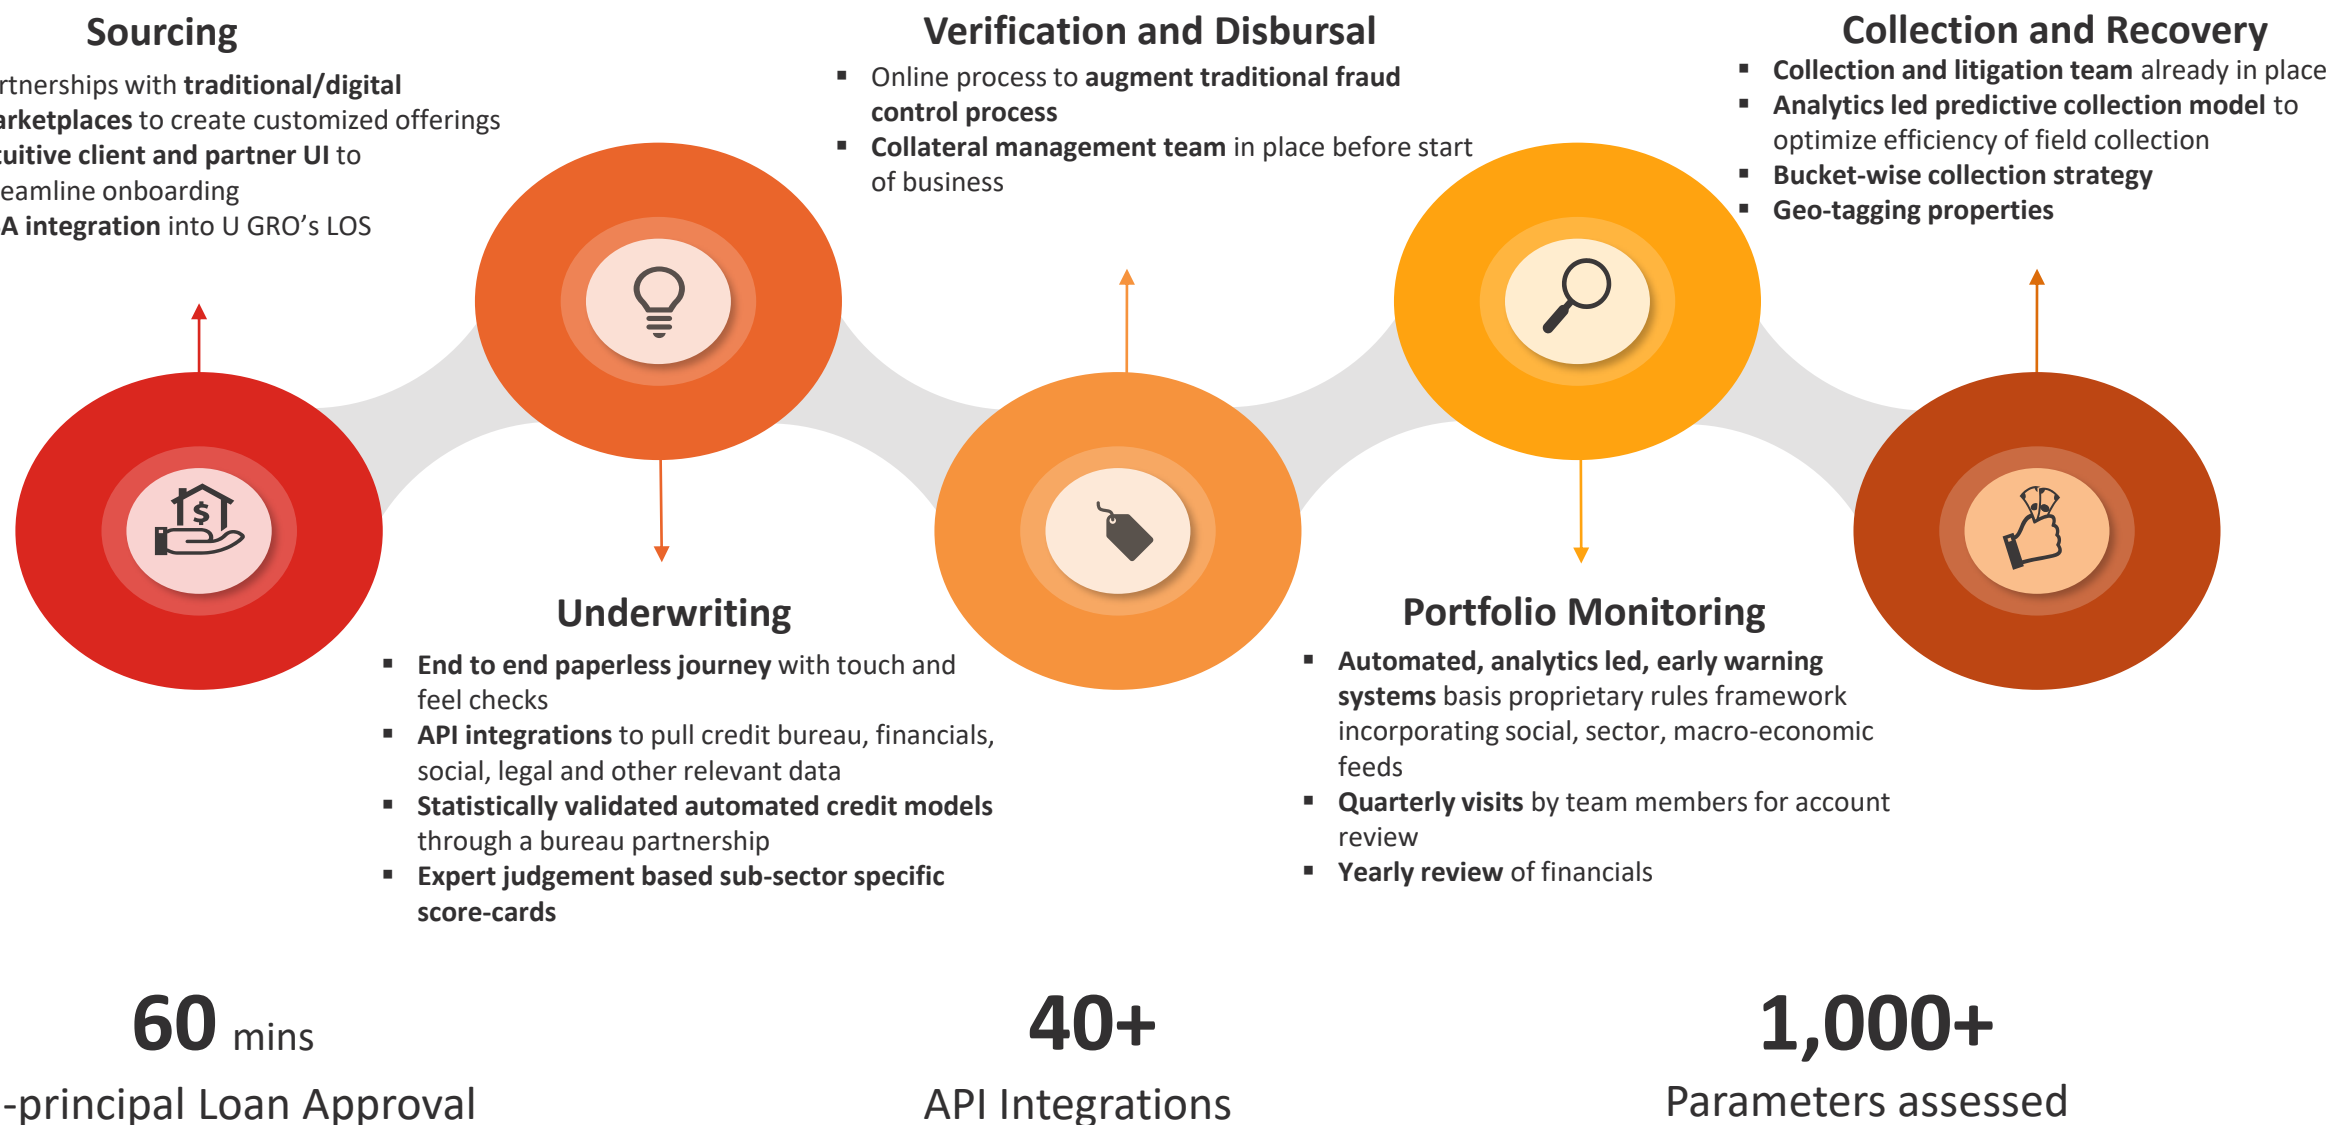 Sourcing
rtnerships with traditional/digital
arketplaces to create customized offerings
tuitive client and partner UI to
eamline onboarding
A integration into U GRO's LOS
Verification and Disbursal
▪ Online process to augment traditional fraud
control process
▪ Collateral management team in place before start
of business
Collection and Recovery
▪ Collection and litigation team already in place
▪ Analytics led predictive collection model to
optimize efficiency of field collection
▪ Bucket-wise collection strategy
▪ Geo-tagging properties
$
Underwriting
▪ End to end paperless journey with touch and
feel checks
▪ API integrations to pull credit bureau, financials,
social, legal and other relevant data
▪ Statistically validated automated credit models
through a bureau partnership
▪ Expert judgement based sub-sector specific
score-cards
Portfolio Monitoring
▪ Automated, analytics led, early warning
systems basis proprietary rules framework
incorporating social, sector, macro-economic
feeds
▪ Quarterly visits by team members for account
review
▪ Yearly review of financials
60 mins
-principal Loan Approval
40+
API Integrations
1,000+
Parameters assessed